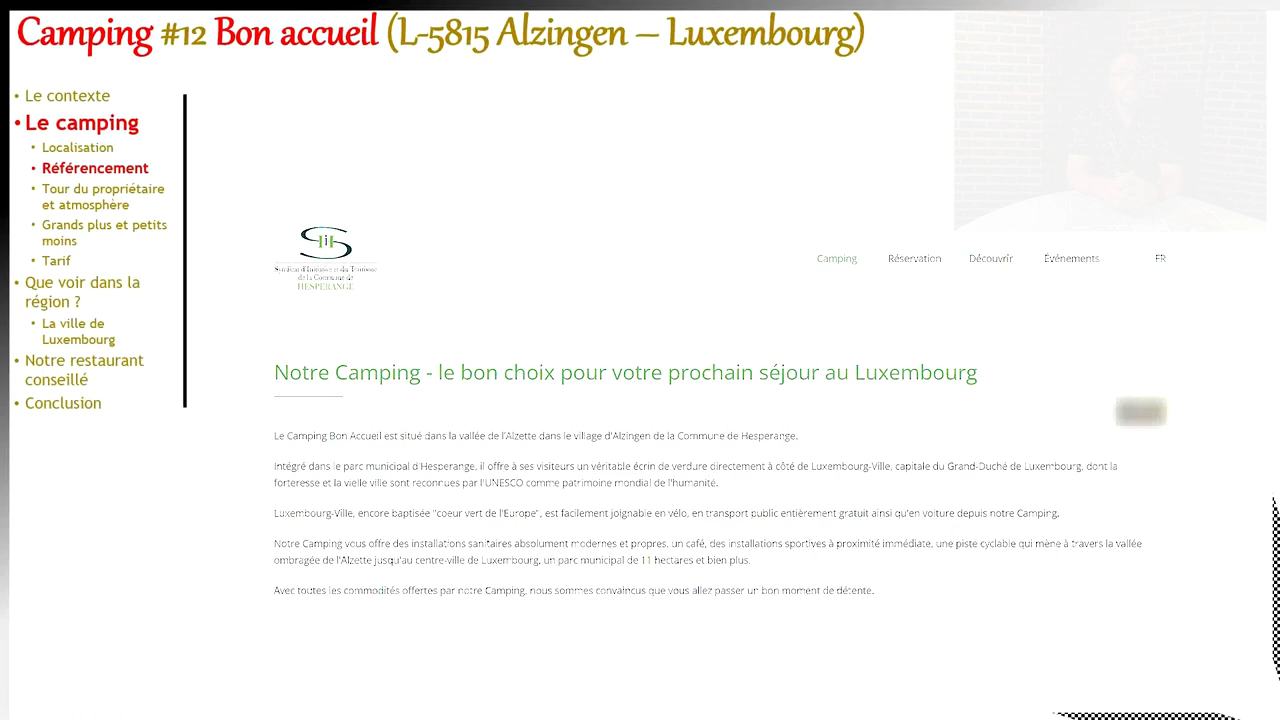 Camping #12 Bon accueil (L-5815 Alzingen – Luxembourg)
• Le contexte
• Le camping
• Localisation
• Référencement
• Tour du propriétaire
et atmosphère
• Grands plus et petits
moins
• Tarif
• Que voir dans la
région ?
• La ville de
Luxembourg
• Notre restaurant
conseillé
• Conclusion
Syndicat d'Initiative et du Tourisme
de la Commune de
HESPERANGE
Camping Réservation Découvrir Événements FR
Notre Camping - le bon choix pour votre prochain séjour au Luxembourg
Le Camping Bon Accueil est situé dans la vallée de l'Alzette dans le village d'Alzingen de la Commune de Hesperange.
Intégré dans le parc municipal d'Hesperange, il offre à ses visiteurs un véritable écrin de verdure directement à côté de Luxembourg-Ville, capitale du Grand-Duché de Luxembourg, dont la
forteresse et la vielle ville sont reconnues par l'UNESCO comme patrimoine mondial de l'humanité.
Luxembourg-Ville, encore baptisée "coeur vert de l'Europe", est facilement joignable en vélo, en transport public entièrement gratuit ainsi qu'en voiture depuis notre Camping.
Notre Camping vous offre des installations sanitaires absolument modernes et propres, un café, des installations sportives à proximité immédiate, une piste cyclable qui mène à travers la vallée
ombragée de l'Alzette jusqu'au centre-ville de Luxembourg, un parc municipal de 11 hectares et bien plus.
Avec toutes les commodités offertes par notre Camping, nous sommes convaincus que vous allez passer un bon moment de détente.